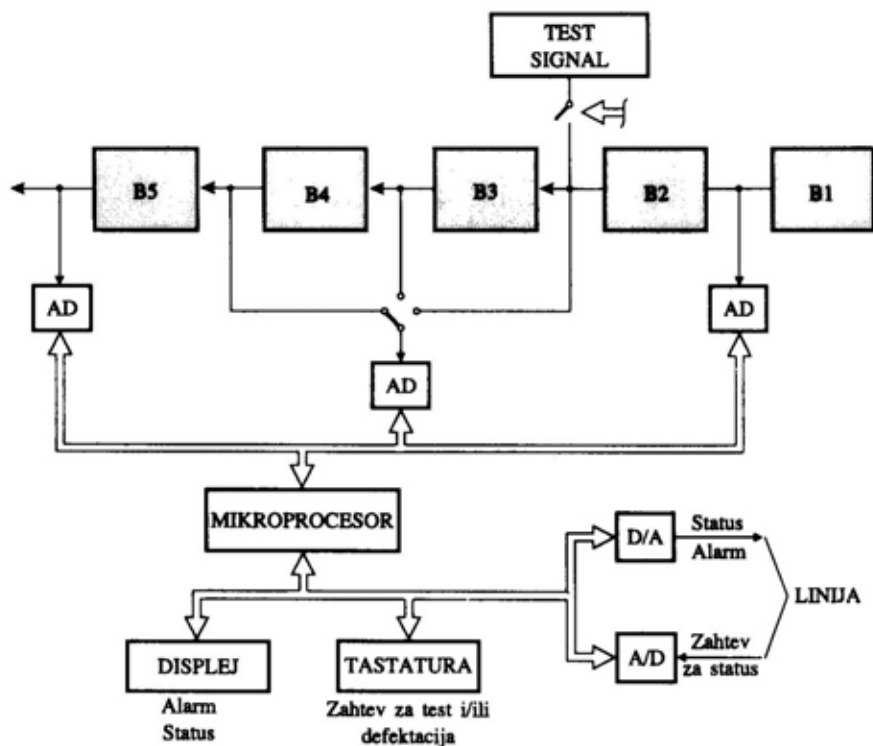 TEST
SIGNAL
B5
B4
B3
B2
B1
AD
AD
AD
MIKROPROCESOR
D/A
Status
Alarm
LINIJA
A/D
Zahtev
za status
DISPLEJ
Alarm
Status
TASTATURA
Zahtev za test i/ili
defektacija